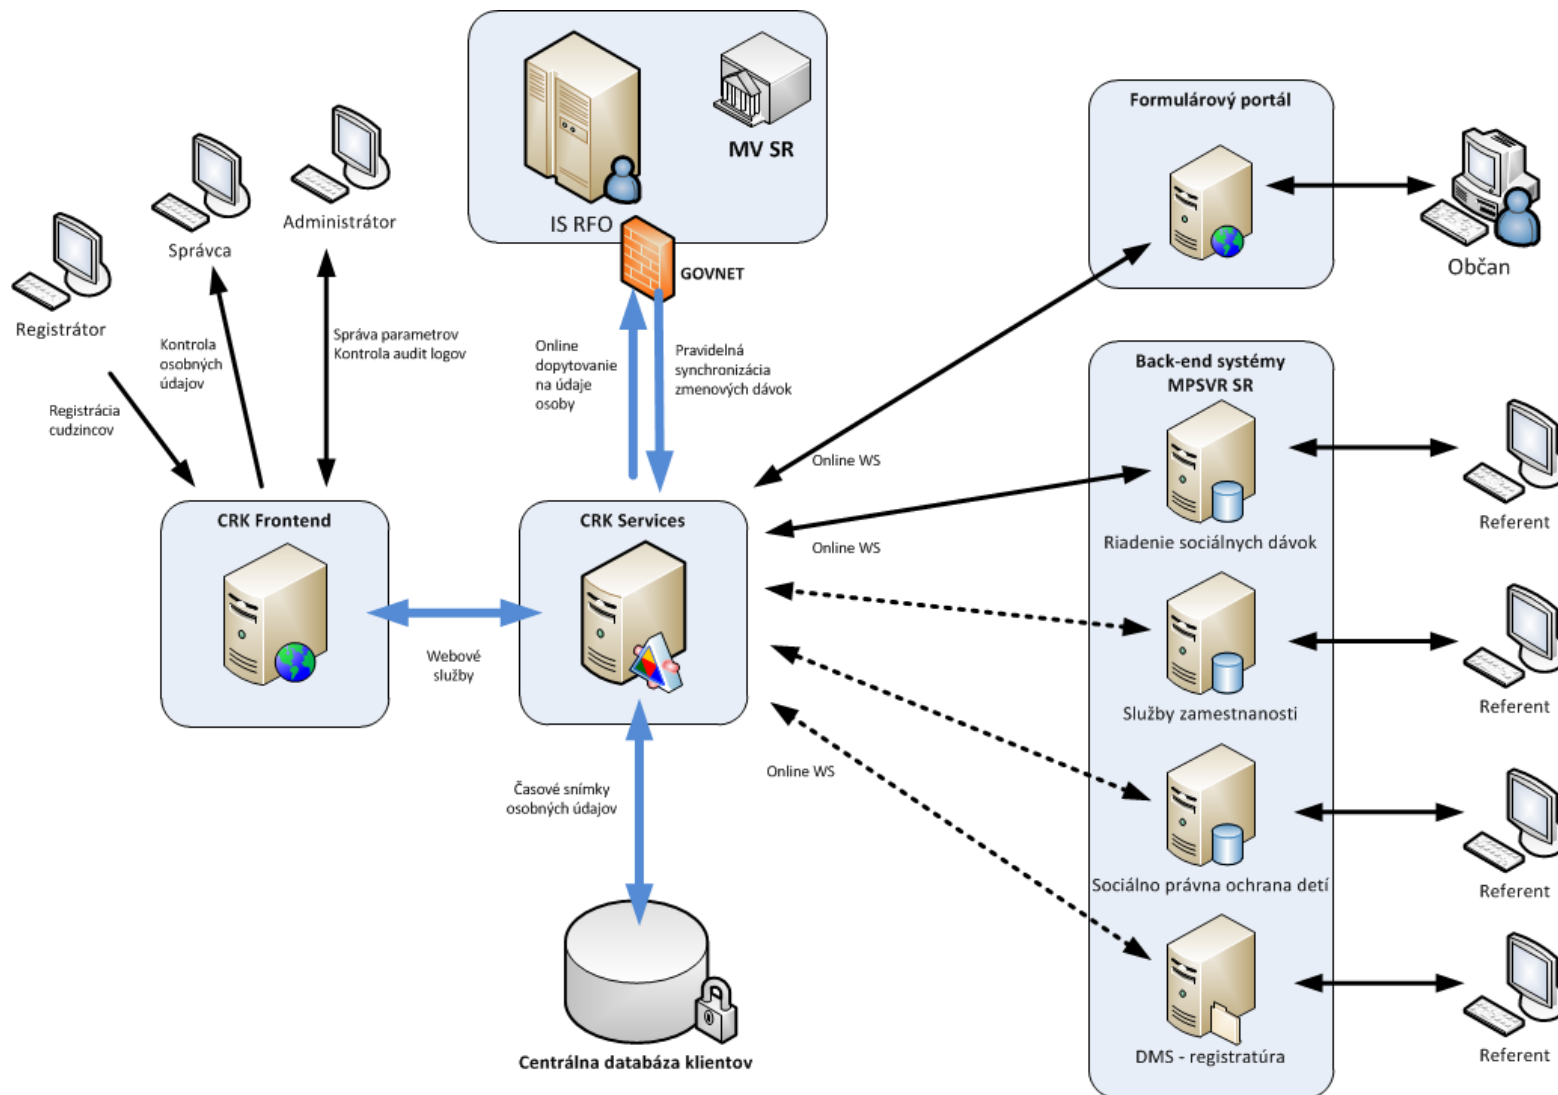 MV SR
IS RFO
GOVNET
Formulárový portál
Občan
Administrátor
Správca
Registrátor
Správa parametrov
Kontrola audit logov
Kontrola
osobných
údajov
Registrácia
cudzincov
Online
dopytovanie
na údaje
osoby
Pravidelná
synchronizácia
zmenových dávok
Back-end systémy
MPSVR SR
Online WS
Online WS
Online WS
CRK Frontend
CRK Services
Webové
služby
Časové snímky
osobných údajov
Centrálna databáza klientov
Riadenie sociálnych dávok
Referent
Služby zamestnanosti
Referent
Sociálno právna ochrana detí
Referent
DMS - registratúra
Referent